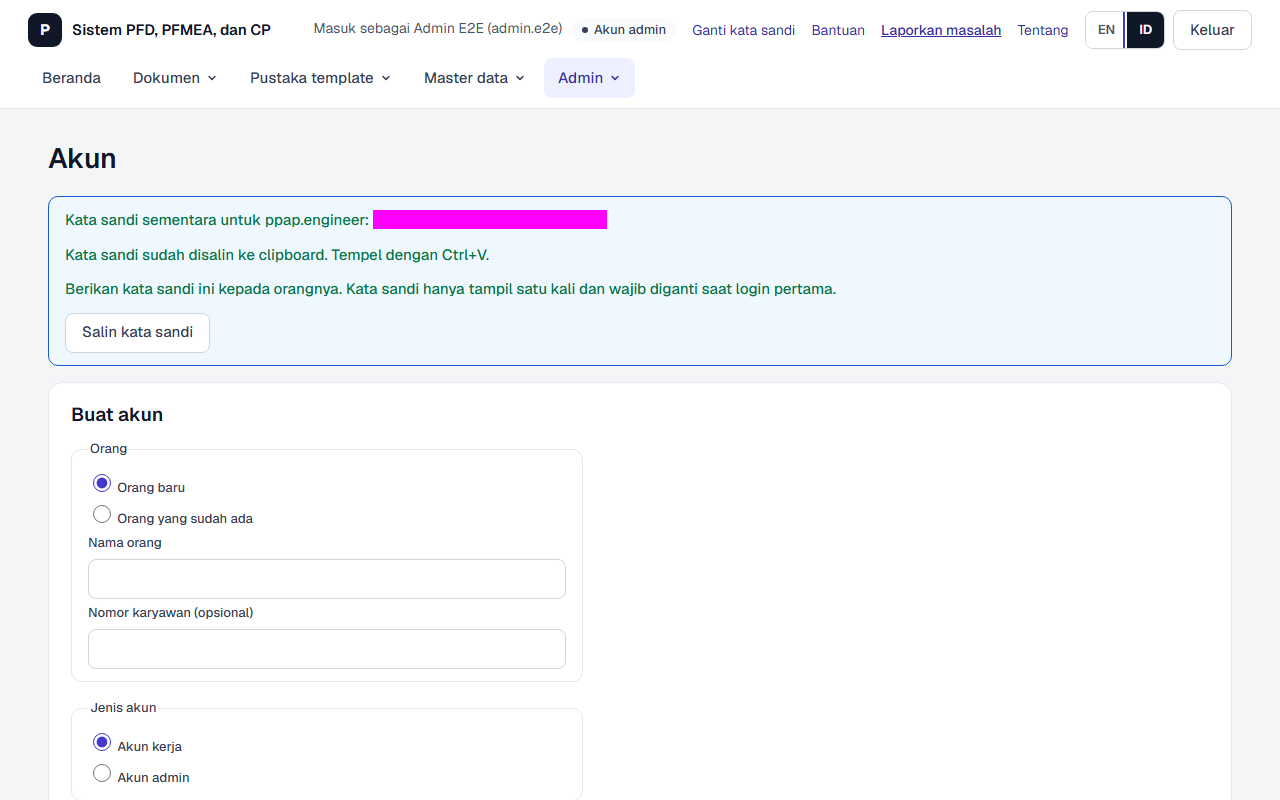 P Sistem PFD, PFMEA, dan CP Masuk sebagai Admin E2E (admin.e2e) Akun admin Ganti kata sandi Bantuan Laporkan masalah Tentang EN ID Keluar
Beranda Dokumen Pustaka template Master data Admin
Akun
Kata sandi sementara untuk ppap.engineer:
Kata sandi sudah disalin ke clipboard. Tempel dengan Ctrl+V.
Berikan kata sandi ini kepada orangnya. Kata sandi hanya tampil satu kali dan wajib diganti saat login pertama.
Salin kata sandi
Buat akun
Orang
Orang baru
Orang yang sudah ada
Nama orang
Nomor karyawan (opsional)
Jenis akun
Akun kerja
Akun admin